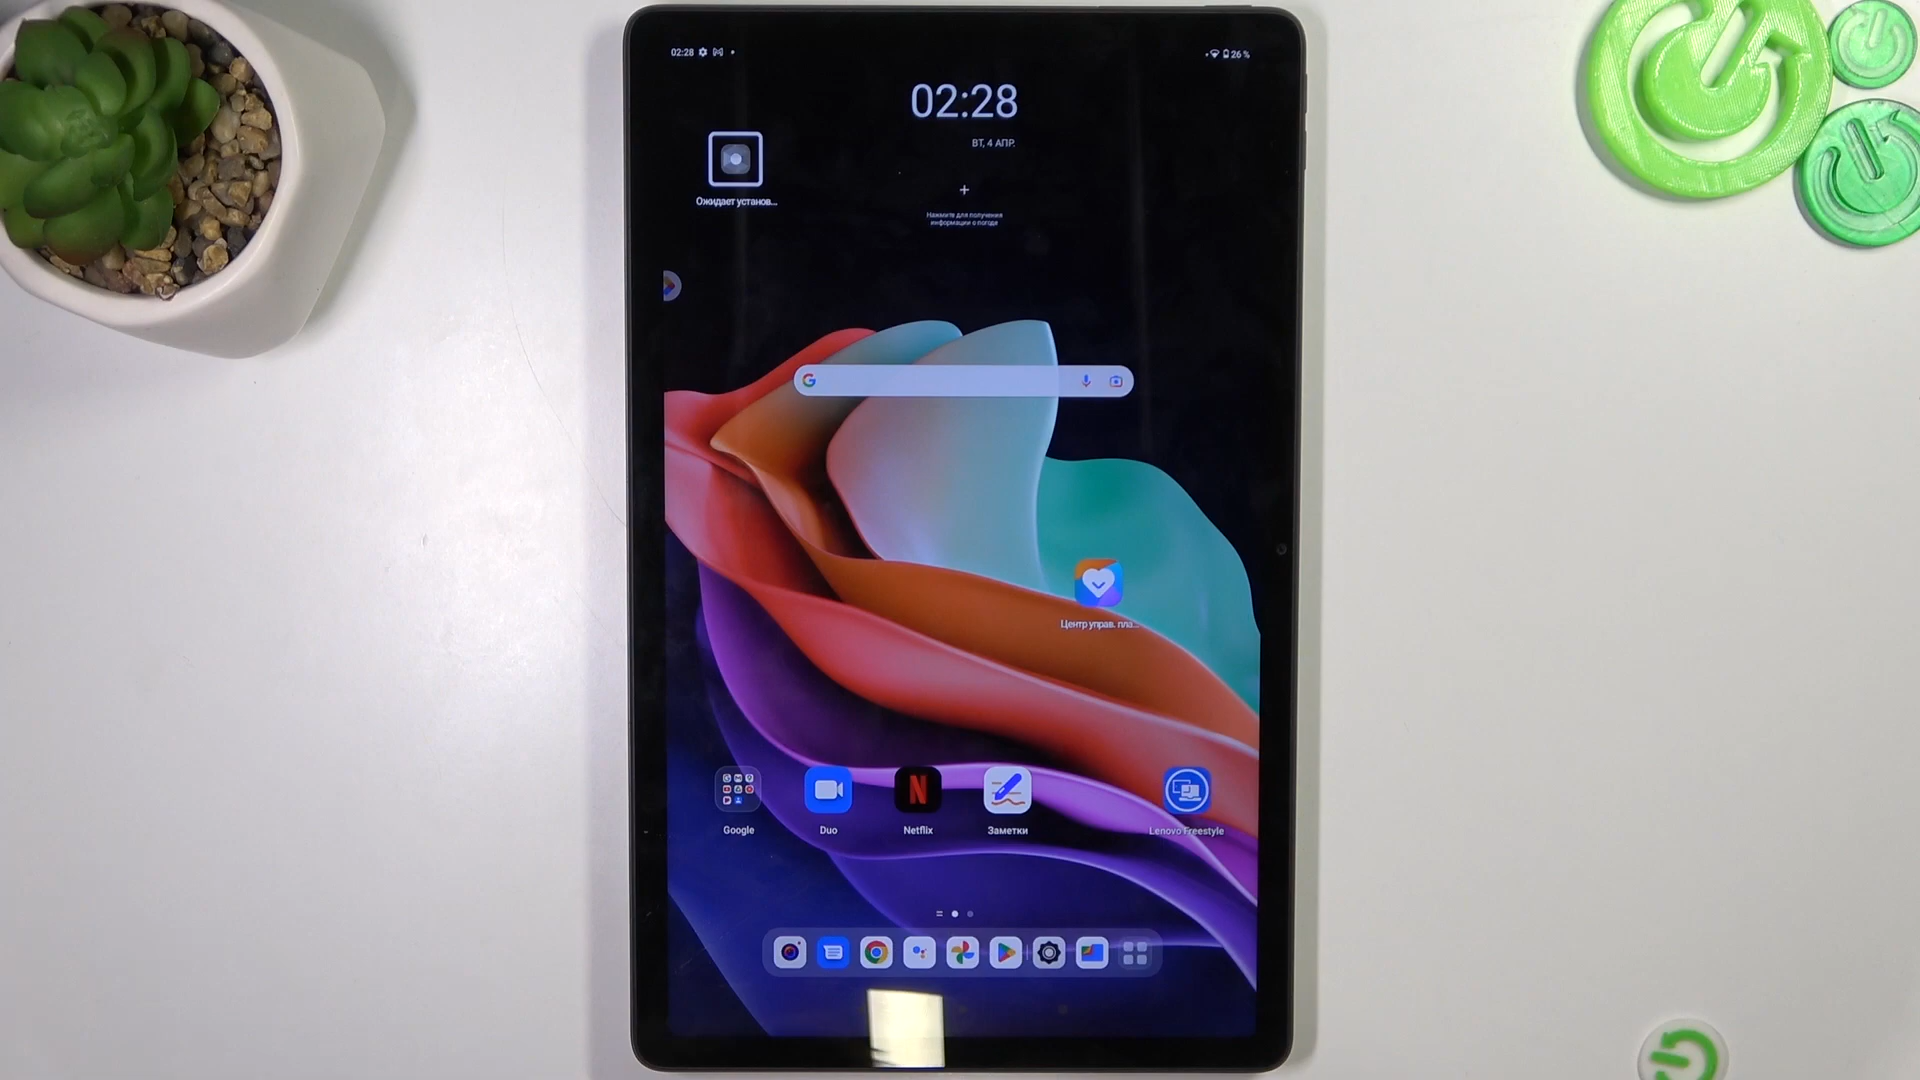 02:28
26 %
02:28
ВТ, 4 АПР.
Ожидает установ...
Нажмите для получения
информации о погоде
Центр управ. пла...
Google
Duo
Netflix
Заметки
Lenovo Freestyle